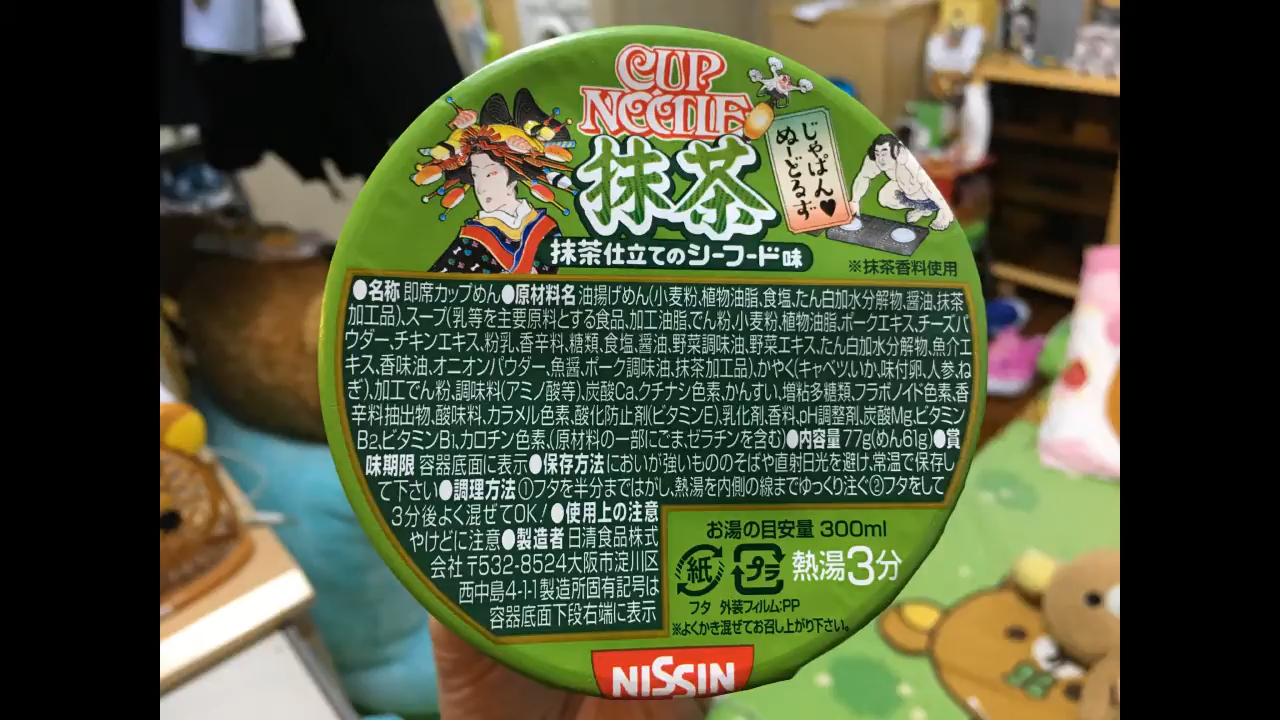 CUP
NOODLE
じゃぱん♥
ぬーどるず
抹茶
抹茶仕立てのシーフード味
※抹茶香料使用
●名称 即席カップめん●原材料名 油揚げめん(小麦粉、植物油脂、食塩、たん白加水分解物、醤油、抹茶
加工品)、スープ(乳等を主要原料とする食品、加工油脂、でん粉、小麦粉、植物油脂、ポークエキス、チーズパ
ウダー、チキンエキス、粉乳、香辛料、糖類、食塩、醤油、野菜調味油、野菜エキス、たん白加水分解物、魚介エ
キス、香味油、オニオンパウダー、魚醤、ポーク調味油、抹茶加工品)、かやく(キャベツ、いか、味付卵、人参、ね
ぎ)、加工でん粉、調味料(アミノ酸等)、炭酸Ca、クチナシ色素、かんすい、増粘多糖類、フラボノイド色素、香
辛料抽出物、酸味料、カラメル色素、酸化防止剤(ビタミンE)、乳化剤、香料、pH調整剤、炭酸Mg、ビタミン
B2、ビタミンB1、カロチン色素、(原材料の一部にごま、ゼラチンを含む)●内容量 77g(めん61g)●賞
味期限 容器底面に表示●保存方法 においが強いもののそばや直射日光を避け、常温で保存し
て下さい●調理方法 ①フタを半分まではがし、熱湯を内側の線までゆっくり注ぐ②フタをして
3分後よく混ぜてOK!●使用上の注意
やけどに注意●製造者 日清食品株式
会社 〒532-8524大阪市淀川区
西中島4-1-1製造所固有記号は
容器底面下段右端に表示
お湯の目安量 300ml
紙 プラ 熱湯3分
フタ 外装フィルム:PP
※よくかき混ぜてお召し上がり下さい。
NISSIN